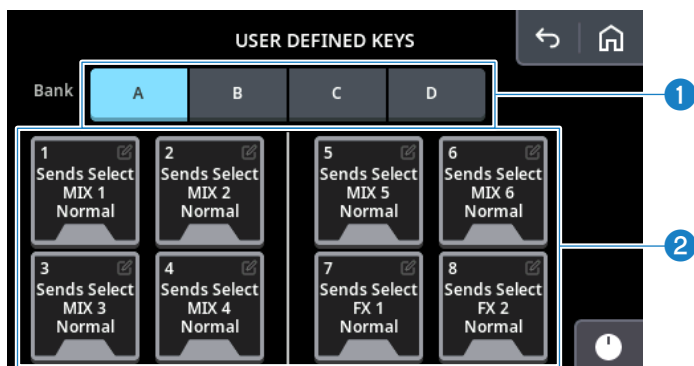 USER DEFINED KEYS
Bank A B C D 1
1 2 5 6
Sends Select Sends Select Sends Select Sends Select
MIX 1 MIX 2 MIX 5 MIX 6
Normal Normal Normal Normal
2
3 4 7 8
Sends Select Sends Select Sends Select Sends Select
MIX 3 MIX 4 FX 1 FX 2
Normal Normal Normal Normal